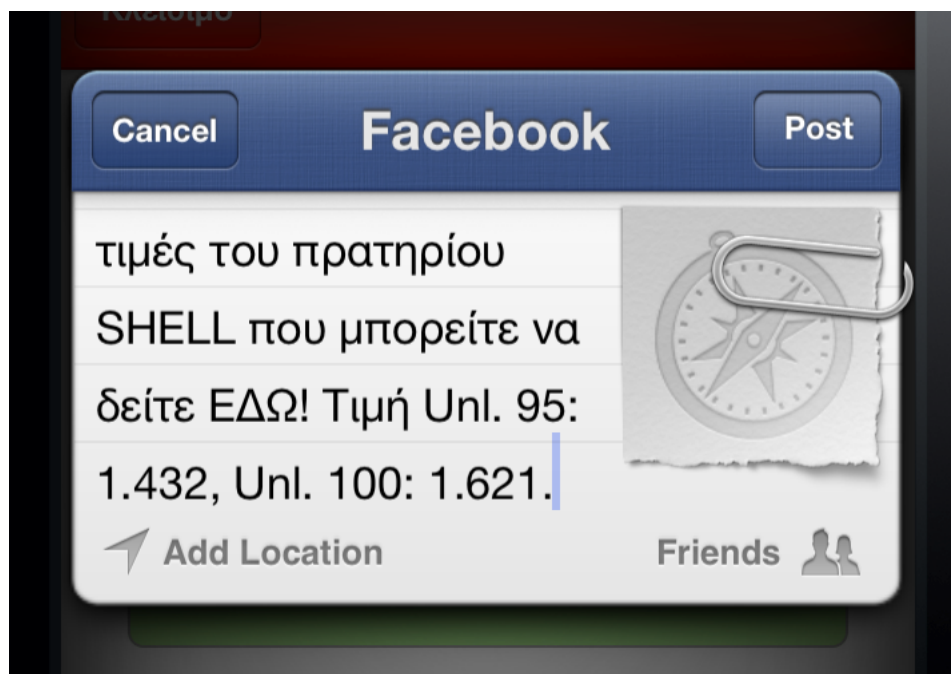 Κλείσιμο
Cancel
Facebook
Post
τιμές του πρατηρίου
SHELL που μπορείτε να
δείτε ΕΔΩ! Τιμή Unl. 95:
1.432, Unl. 100: 1.621.
Add Location
Friends